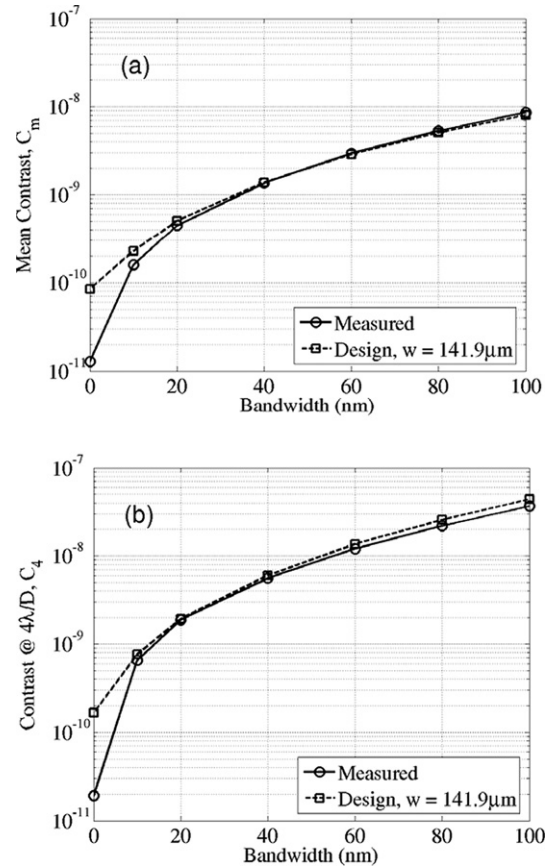 10^-7
(a)
10^-8
10^-9
10^-10
10^-11
Mean Contrast, C_m
Measured
Design, w = 141.9μm
0 20 40 60 80 100
Bandwidth (nm)
10^-7
(b)
10^-8
10^-9
10^-10
10^-11
Contrast @ 4λ/D, C_4
Measured
Design, w = 141.9μm
0 20 40 60 80 100
Bandwidth (nm)